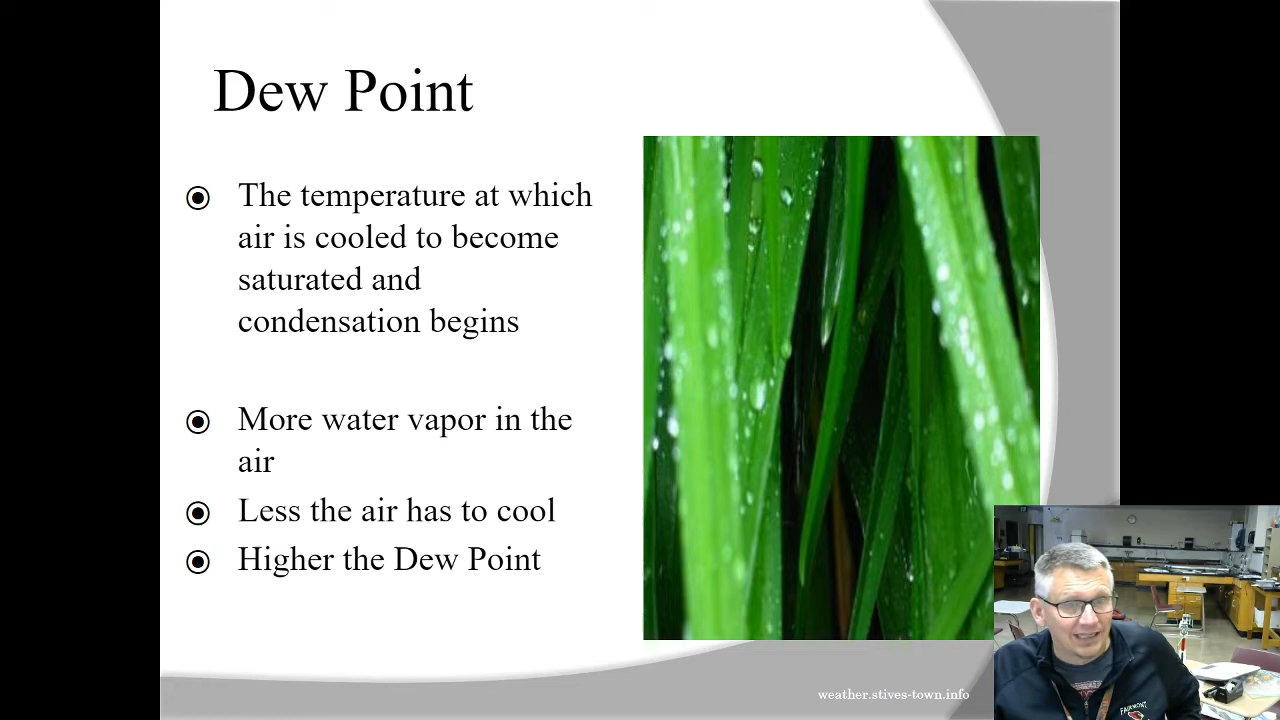 Dew Point
The temperature at which
air is cooled to become
saturated and
condensation begins
More water vapor in the
air
Less the air has to cool
Higher the Dew Point
weather.stives-town.info
FAIRMONT